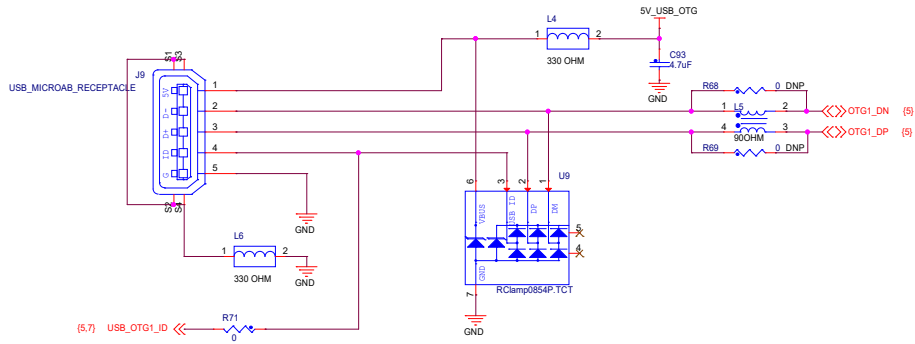 5V_USB_OTG
L4
1 2
330 OHM
C93
4.7uF
GND
S1 S3
J9
USB_MICROAB_RECEPTACLE
5V 1
D- 2
D+ 3
ID 4
G 5
S2 S4
R68 0 DNP
1 L5 2
OTG1_DN {5}
4 3
90OHM
OTG1_DP {5}
R69 0 DNP
U9
6 3 2 1
VBUS USB ID DP DM
5
4
GND
7
RClamp0854P.TCT
GND
GND
L6
1 2
330 OHM
GND
{5,7} USB_OTG1_ID
R71
0